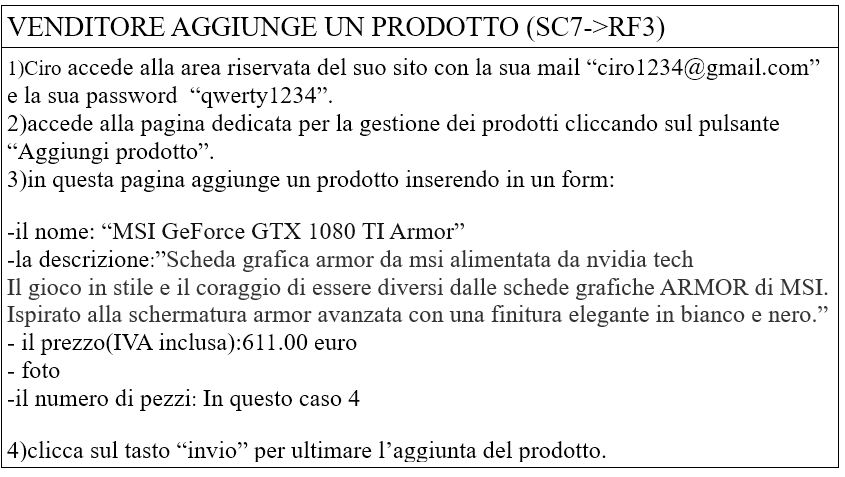 VENDITORE AGGIUNGE UN PRODOTTO (SC7->RF3)
1)Ciro accede alla area riservata del suo sito con la sua mail “ciro1234@gmail.com”
e la sua password “qwerty1234”.
2)accede alla pagina dedicata per la gestione dei prodotti cliccando sul pulsante
“Aggiungi prodotto”.
3)in questa pagina aggiunge un prodotto inserendo in un form:
-il nome: “MSI GeForce GTX 1080 TI Armor”
-la descrizione:”Scheda grafica armor da msi alimentata da nvidia tech
Il gioco in stile e il coraggio di essere diversi dalle schede grafiche ARMOR di MSI.
Ispirato alla schermatura armor avanzata con una finitura elegante in bianco e nero.”
- il prezzo(IVA inclusa):611.00 euro
- foto
-il numero di pezzi: In questo caso 4
4)clicca sul tasto “invio” per ultimare l’aggiunta del prodotto.